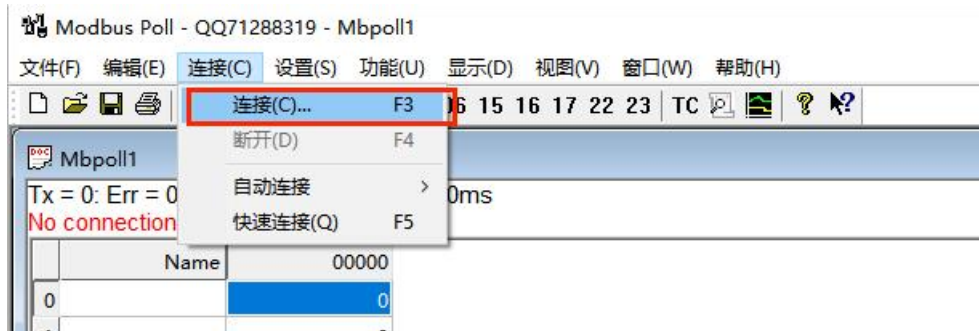 Modbus Poll - QQ71288319 - Mbpoll1
文件(F) 编辑(E) 连接(C) 设置(S) 功能(U) 显示(D) 视图(V) 窗口(W) 帮助(H)
连接(C)... F3
15 16 17 22 23 TC
断开(D) F4
Mbpoll1
自动连接
Tx = 0: Err = 0 0ms
快速连接(Q) F5
No connection
Name 00000
0 0